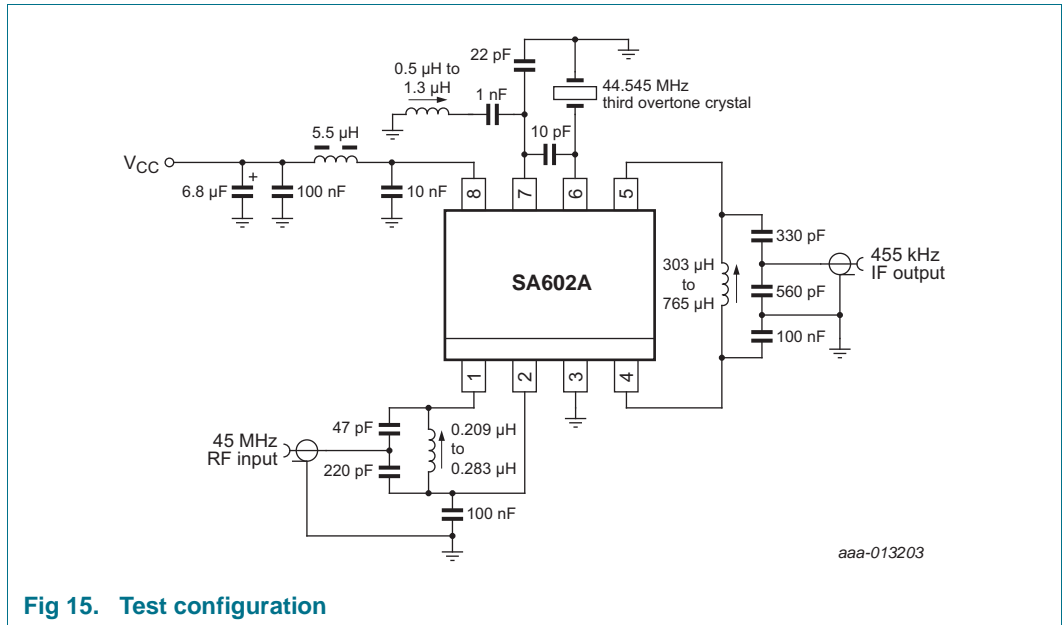 22 pF
0.5 µH to
1.3 µH
1 nF
44.545 MHz
third overtone crystal
5.5 µH
10 pF
VCC
6.8 µF
+
100 nF
10 nF
8
7
6
5
330 pF
303 µH
to
765 µH
455 kHz
IF output
SA602A
560 pF
100 nF
1
2
3
4
47 pF
0.209 µH
to
0.283 µH
45 MHz
RF input
220 pF
100 nF
aaa-013203
Fig 15. Test configuration